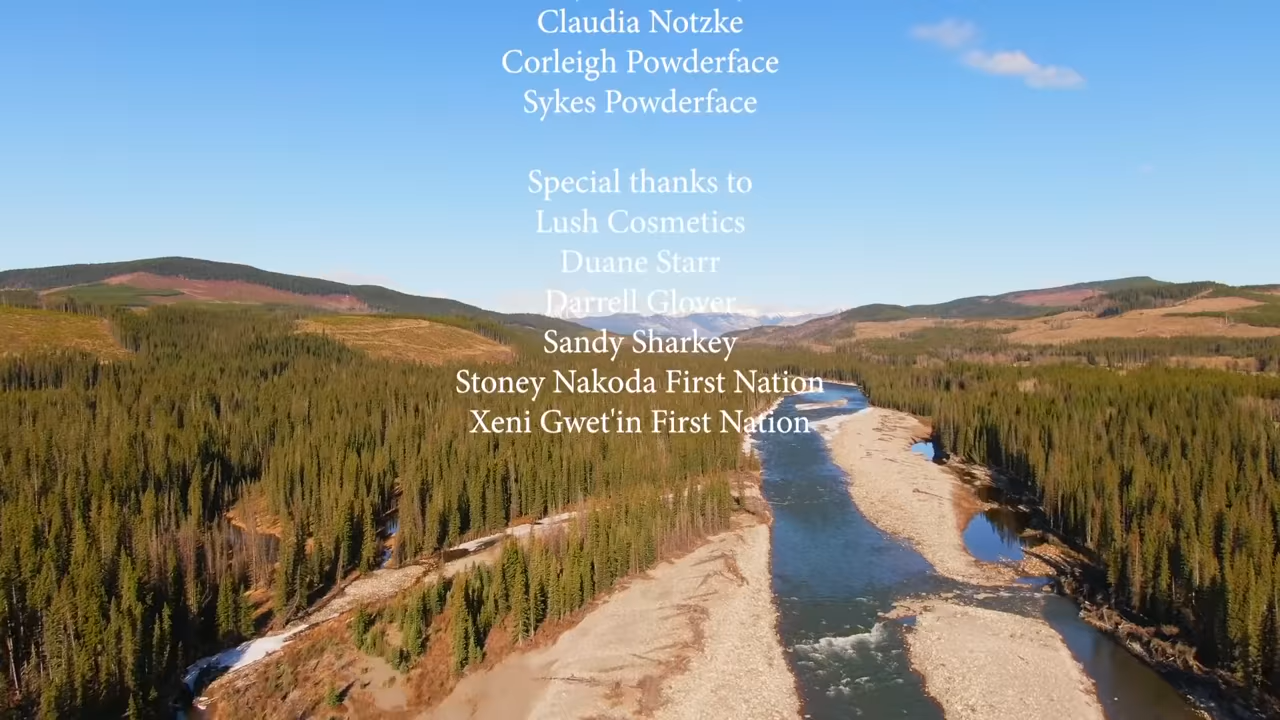 Claudia Notzke
Corleigh Powderface
Sykes Powderface
Special thanks to
Lush Cosmetics
Duane Starr
Darrell Glover
Sandy Sharkey
Stoney Nakoda First Nation
Xeni Gwet'in First Nation